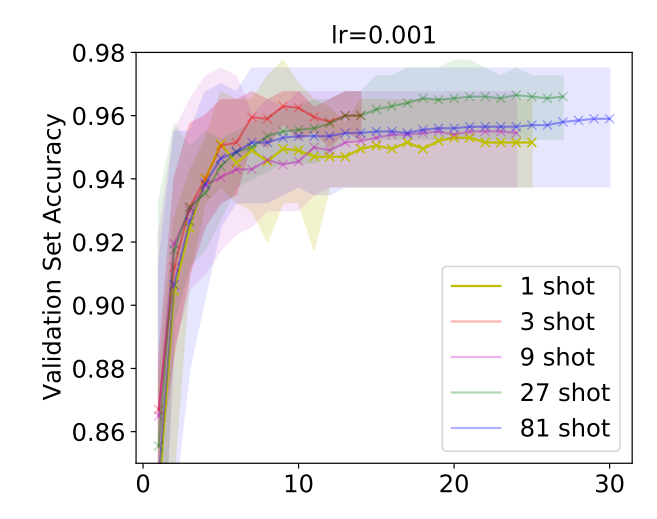 lr=0.001
Validation Set Accuracy
0.98
0.96
0.94
0.92
0.90
0.88
0.86
0
10
20
30
1 shot
3 shot
9 shot
27 shot
81 shot